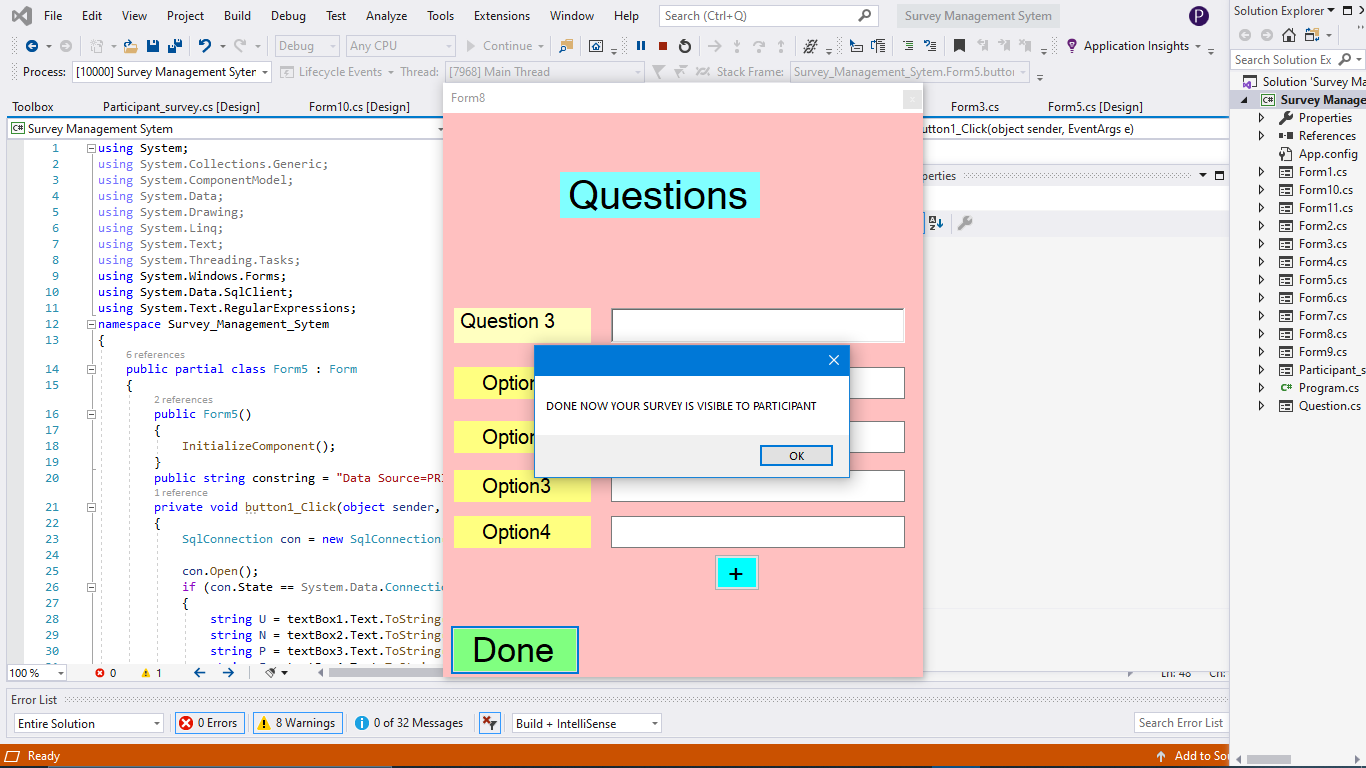 File Edit View Project Build Debug Test Analyze Tools Extensions Window Help Search (Ctrl+Q) Survey Management Sytem P
Debug Any CPU Continue Application Insights
Process: [10000] Survey Management Syter Lifecycle Events Thread: [7968] Main Thread Stack Frame: Survey_Management_Sytem.Form5.button
Toolbox Participant_survey.cs [Design] Form10.cs [Design] Form3.cs Form5.cs [Design]
C# Survey Management Sytem utton1_Click(object sender, EventArgs e)
1 using System;
2 using System.Collections.Generic;
3 using System.ComponentModel;
4 using System.Data;
5 using System.Drawing;
6 using System.Linq;
7 using System.Text;
8 using System.Threading.Tasks;
9 using System.Windows.Forms;
10 using System.Data.SqlClient;
11 using System.Text.RegularExpressions;
12 namespace Survey_Management_Sytem
13 {
6 references
14 public partial class Form5 : Form
15 {
2 references
16 public Form5()
17 {
18 InitializeComponent();
19 }
20 public string constring = "Data Source=PR
1 reference
21 private void button1_Click(object sender,
22 {
23 SqlConnection con = new SqlConnection
24
25 con.Open();
26 if (con.State == System.Data.Connecti
27 {
28 string U = textBox1.Text.ToString
29 string N = textBox2.Text.ToString
30 string P = textBox3.Text.ToString
100 % 0 1 Ln: 48 Ch:
Form8
Questions
Question 3
Option
Option
Option3
Option4
+
Done
DONE NOW YOUR SURVEY IS VISIBLE TO PARTICIPANT
OK
perties
Solution Explorer
Search Solution Ex
Solution 'Survey Ma
C# Survey Manage
Properties
References
App.config
Form1.cs
Form10.cs
Form11.cs
Form2.cs
Form3.cs
Form4.cs
Form5.cs
Form6.cs
Form7.cs
Form8.cs
Form9.cs
Participant_s
C# Program.cs
Question.cs
Error List
Entire Solution 0 Errors 8 Warnings 0 of 32 Messages Build + IntelliSense Search Error List
Ready Add to Sou